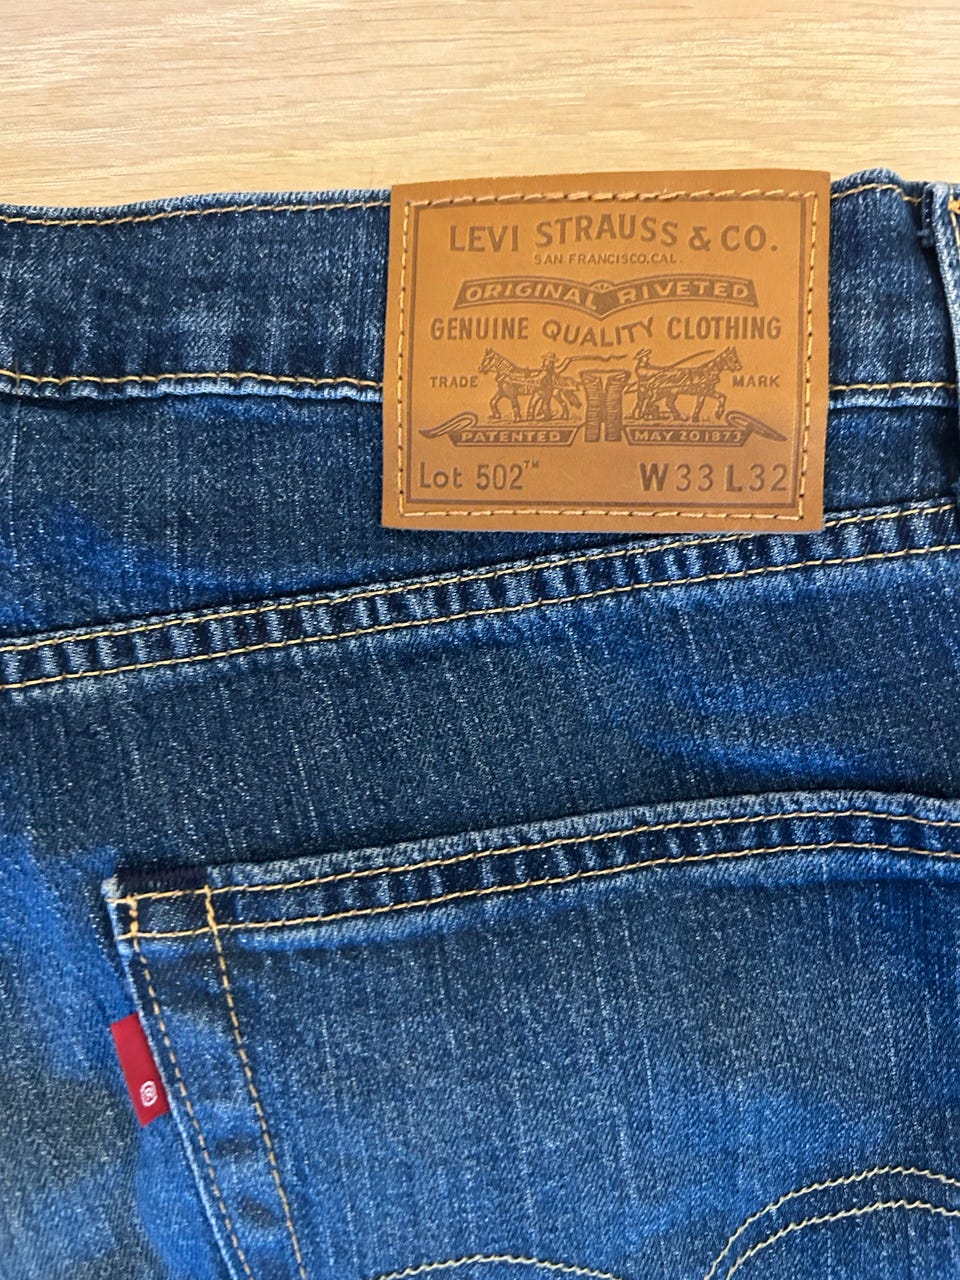 LEVI STRAUSS & CO.
SAN FRANCISCO, CAL.
ORIGINAL RIVETED
GENUINE QUALITY CLOTHING
TRADE MARK
PATENTED MAY 20 1873
Lot 502™ W33 L32
®